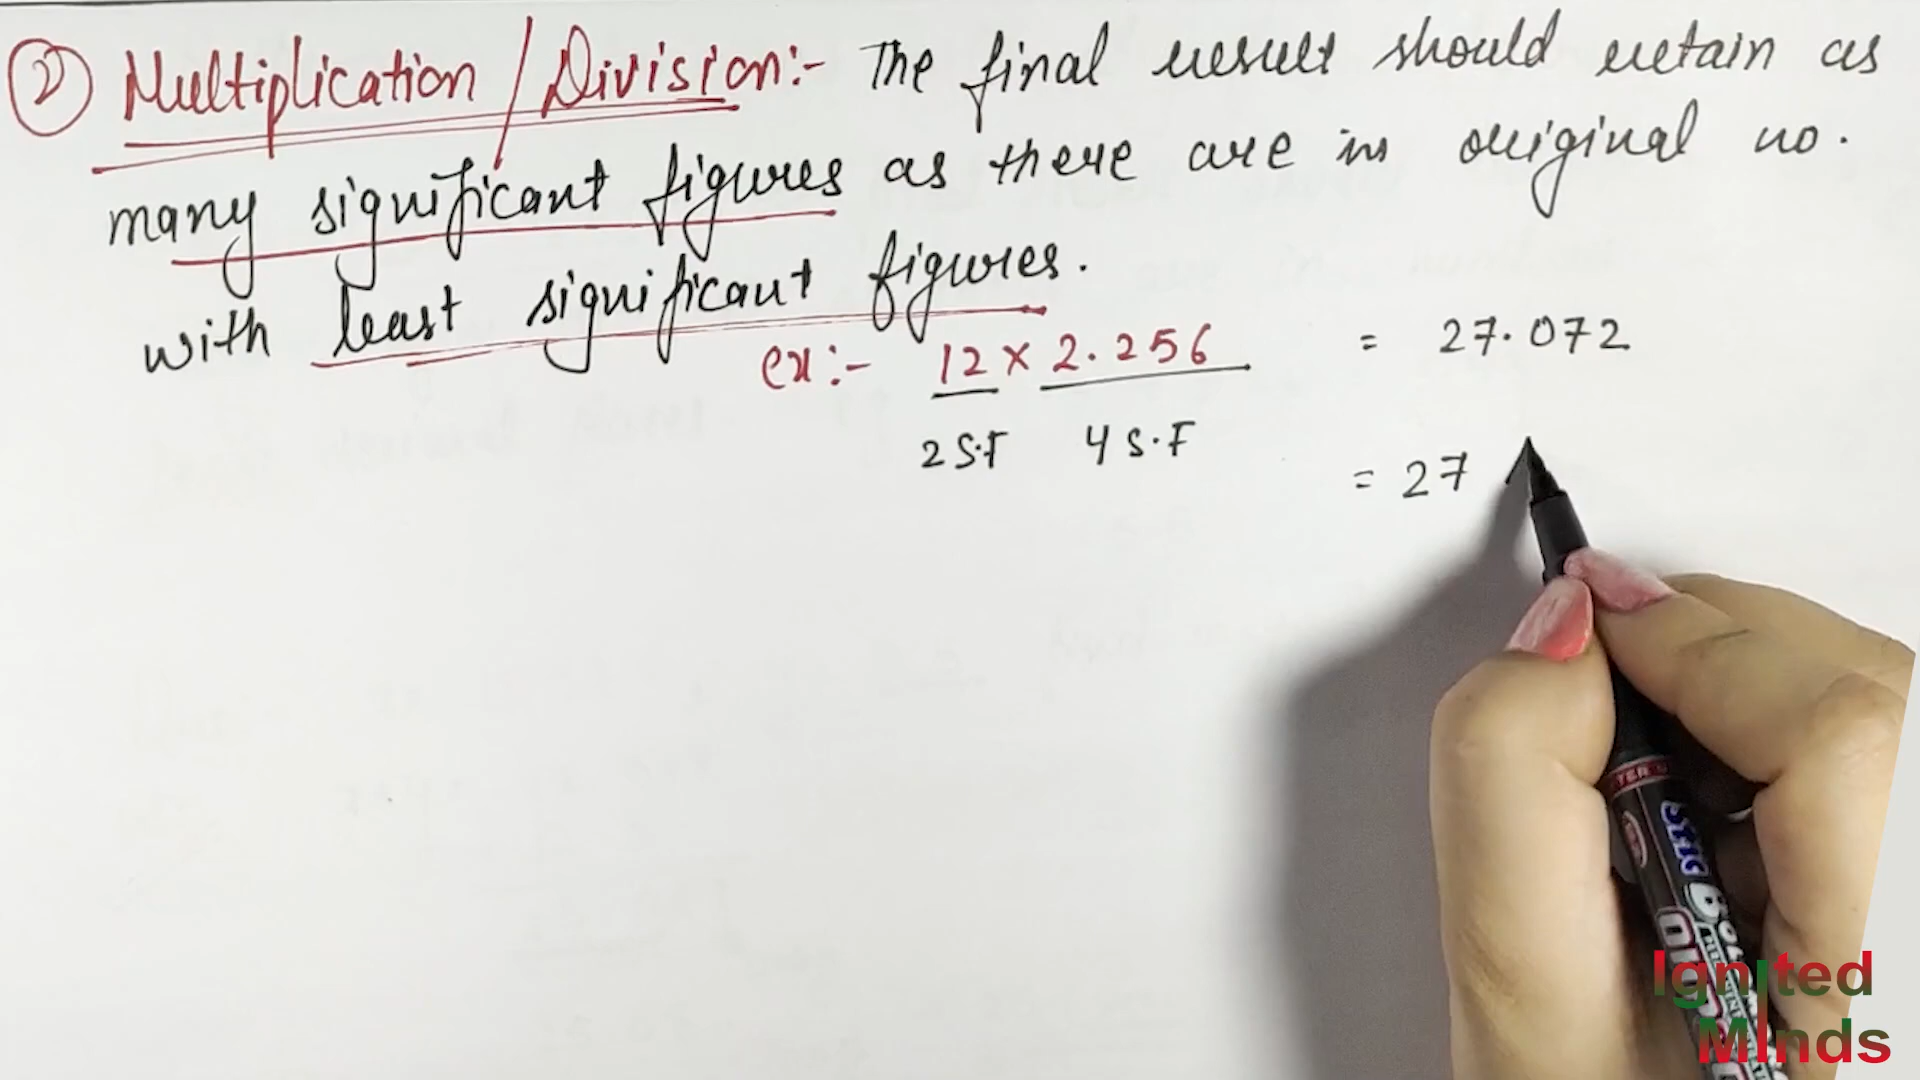 ② Multiplication / Division:- The final result should retain as
many significant figures as there are in original no.
with least significant figures.
ex:- 12 × 2.256 = 27.072
2 S.F 4 S.F = 27
Ignited
Minds